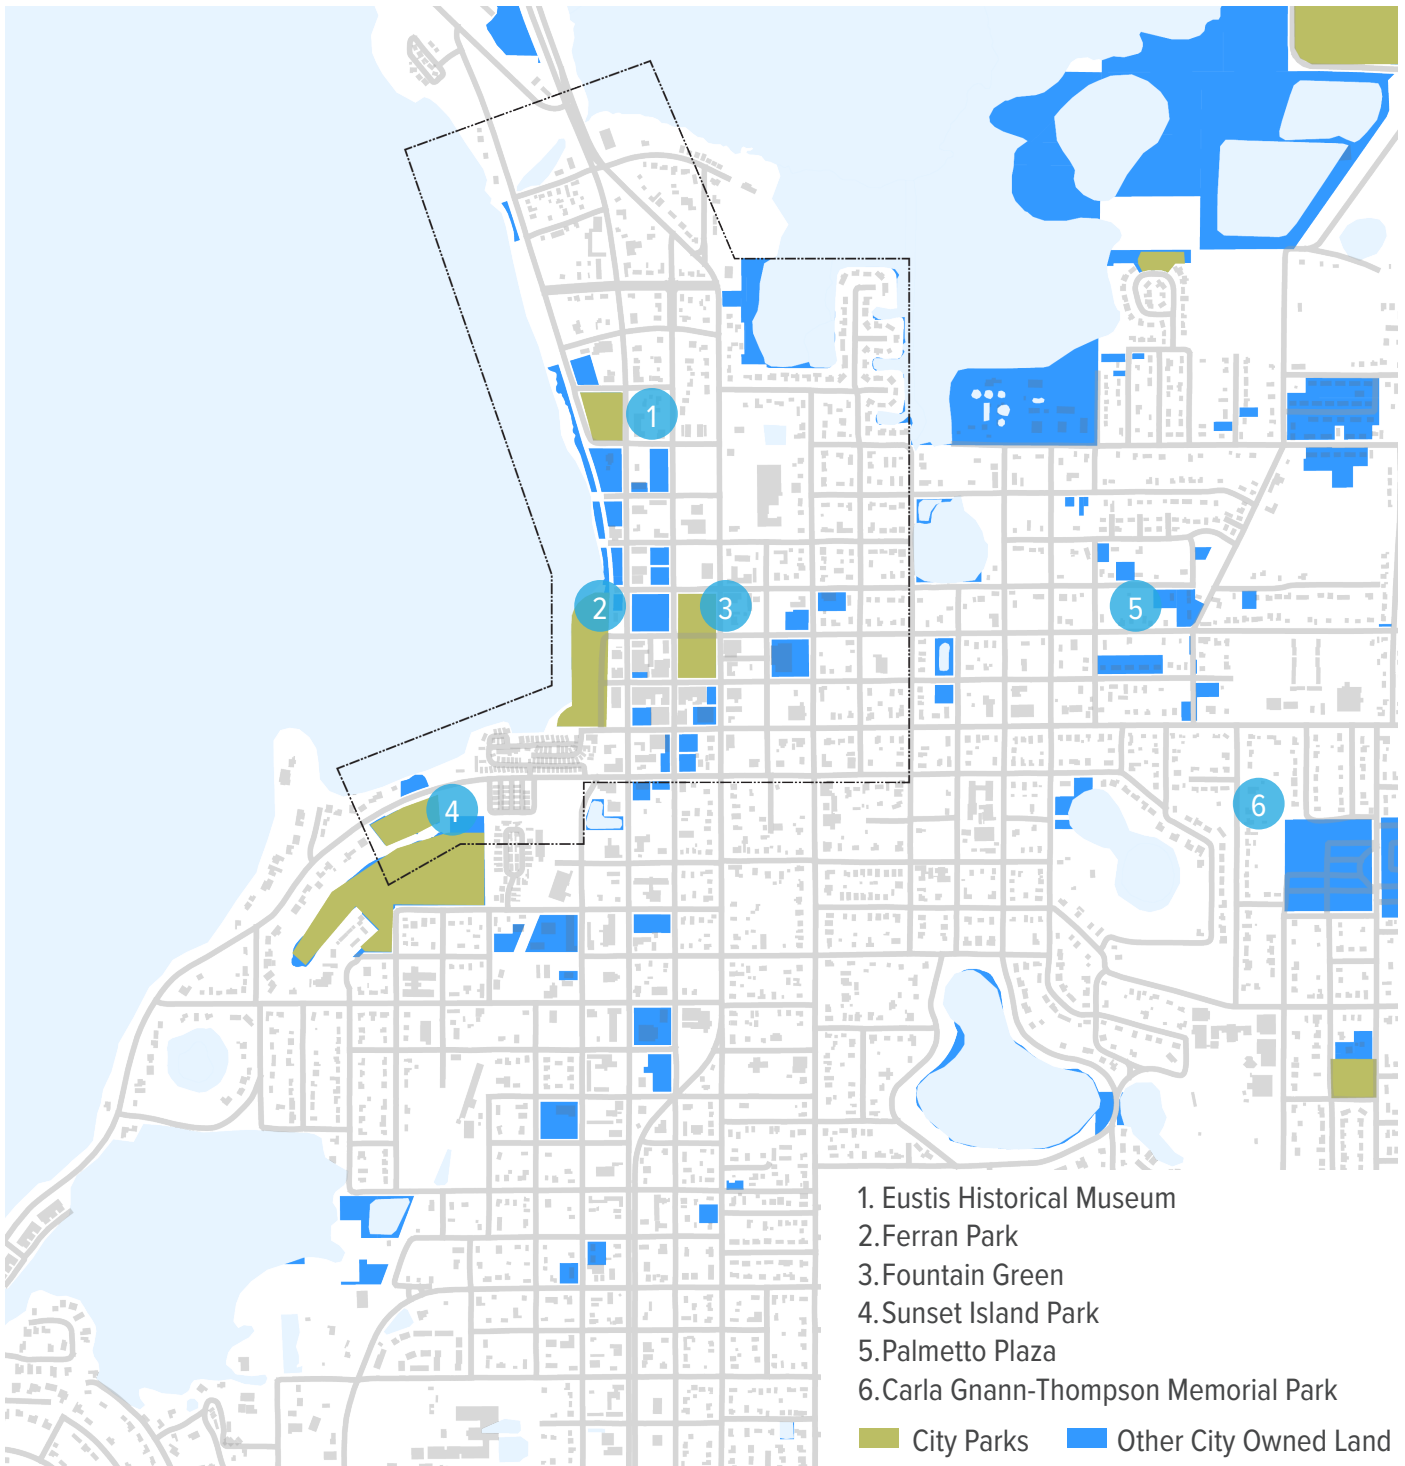 1
2
3
5
4
6
1. Eustis Historical Museum
2.Ferran Park
3.Fountain Green
4.Sunset Island Park
5.Palmetto Plaza
6.Carla Gnann-Thompson Memorial Park
City Parks
Other City Owned Land